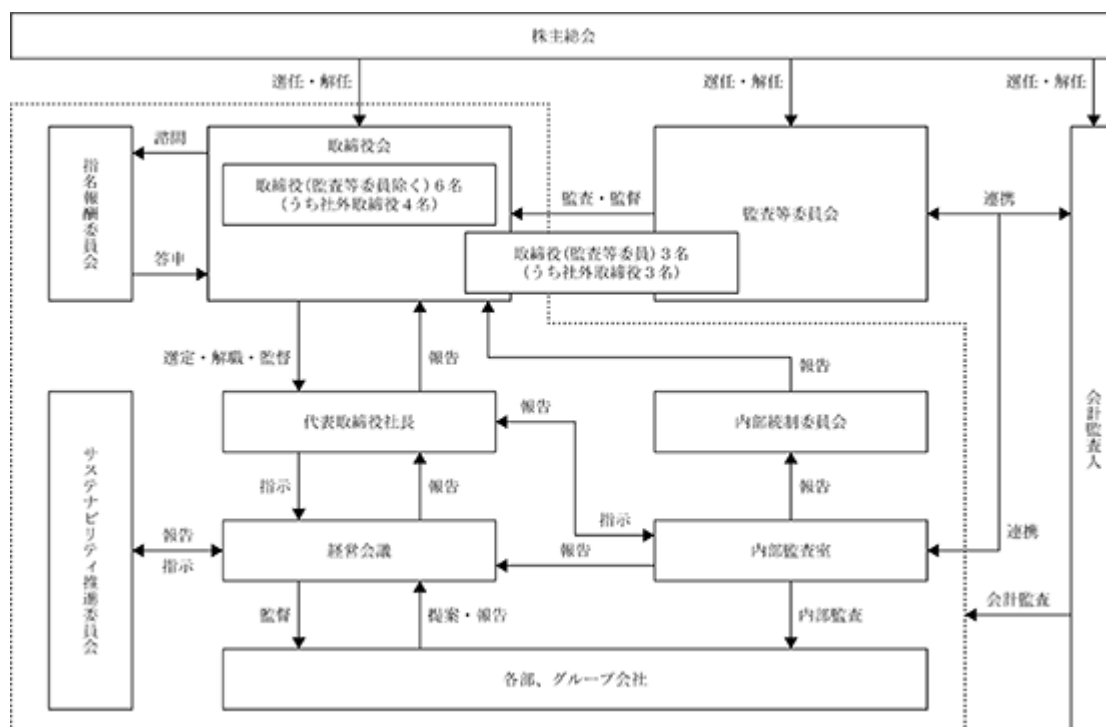 株主総会
選任・解任
選任・解任
選任・解任
諮問
取締役会
取締役(監査等委員除く)6名
(うち社外取締役4名)
指名報酬委員会
答申
監査・監督
監査等委員会
連携
取締役(監査等委員)3名
(うち社外取締役3名)
選定・解職・監督
報告
報告
代表取締役社長
報告
内部統制委員会
会計監査人
サステナビリティ推進委員会
指示
報告
報告
指示
報告
指示
経営会議
報告
内部監査室
連携
監督
提案・報告
内部監査
会計監査
各部、グループ会社